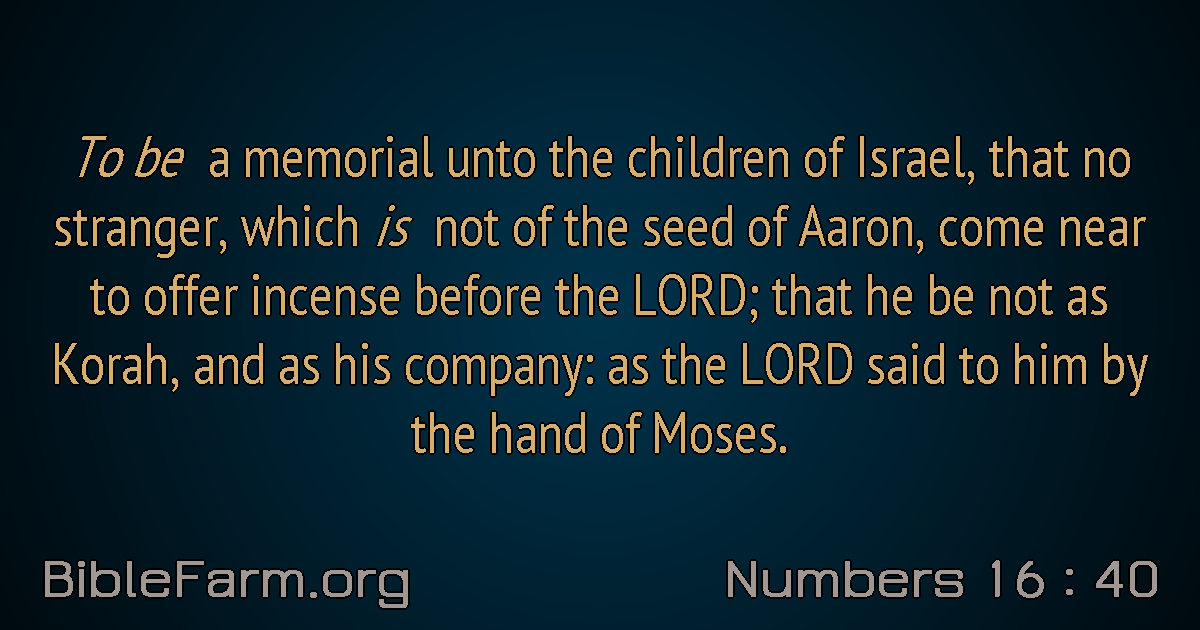 To be a memorial unto the children of Israel, that no
stranger, which is not of the seed of Aaron, come near
to offer incense before the LORD; that he be not as
Korah, and as his company: as the LORD said to him by
the hand of Moses.
BibleFarm.org
Numbers 16 : 40